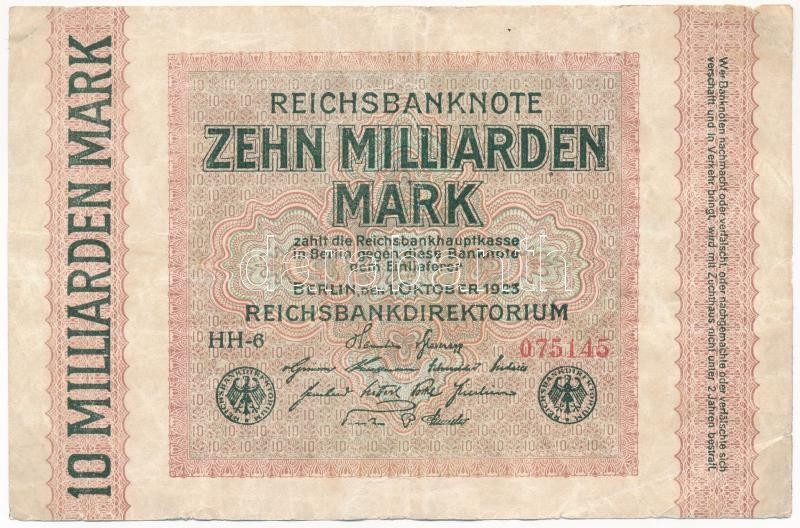 10 MILLIARDEN MARK
REICHSBANKNOTE
ZEHN MILLIARDEN
MARK
zahlt die Reichsbankhauptkasse
in Berlin gegen diese Banknote
dem Einlieferer
BERLIN, DEN 1. OKTOBER 1923
REICHSBANKDIREKTORIUM
HH-6
075145
REICHSBANKDIREKTORIUM
REICHSBANKDIREKTORIUM
Wer Banknoten nachmacht oder verfälscht, oder nachgemachte oder verfälschte sich
verschafft und in Verkehr bringt, wird mit Zuchthaus nicht unter 2 Jahren bestraft